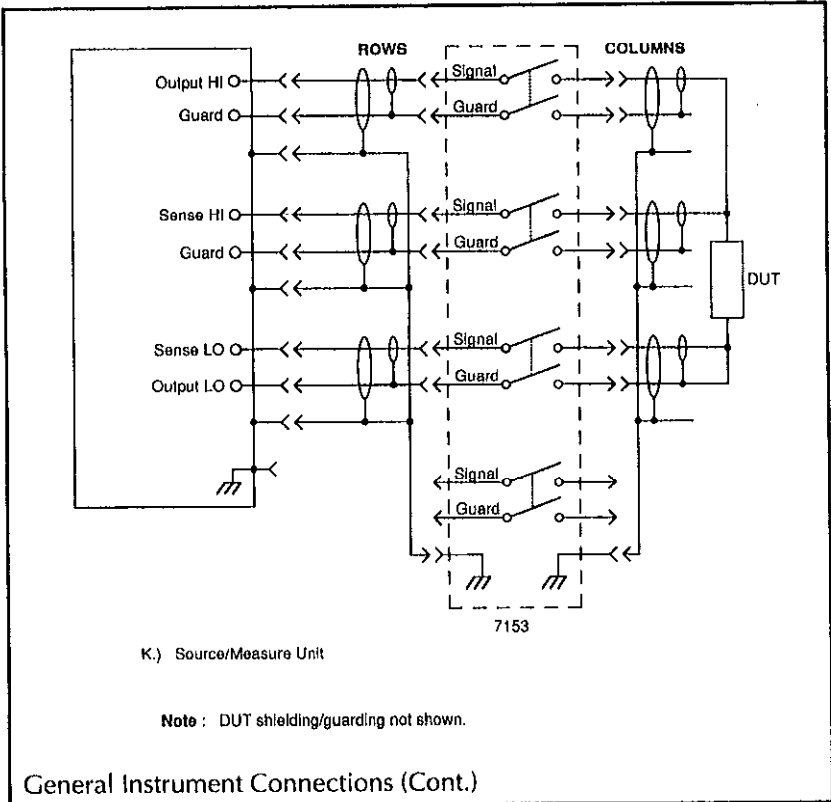 ROWS
COLUMNS
Output HI
Signal
Guard
Guard
Sense HI
Signal
Guard
Guard
DUT
Sense LO
Signal
Output LO
Guard
Signal
Guard
7153
K.) Source/Measure Unit
Note : DUT shielding/guarding not shown.
General Instrument Connections (Cont.)